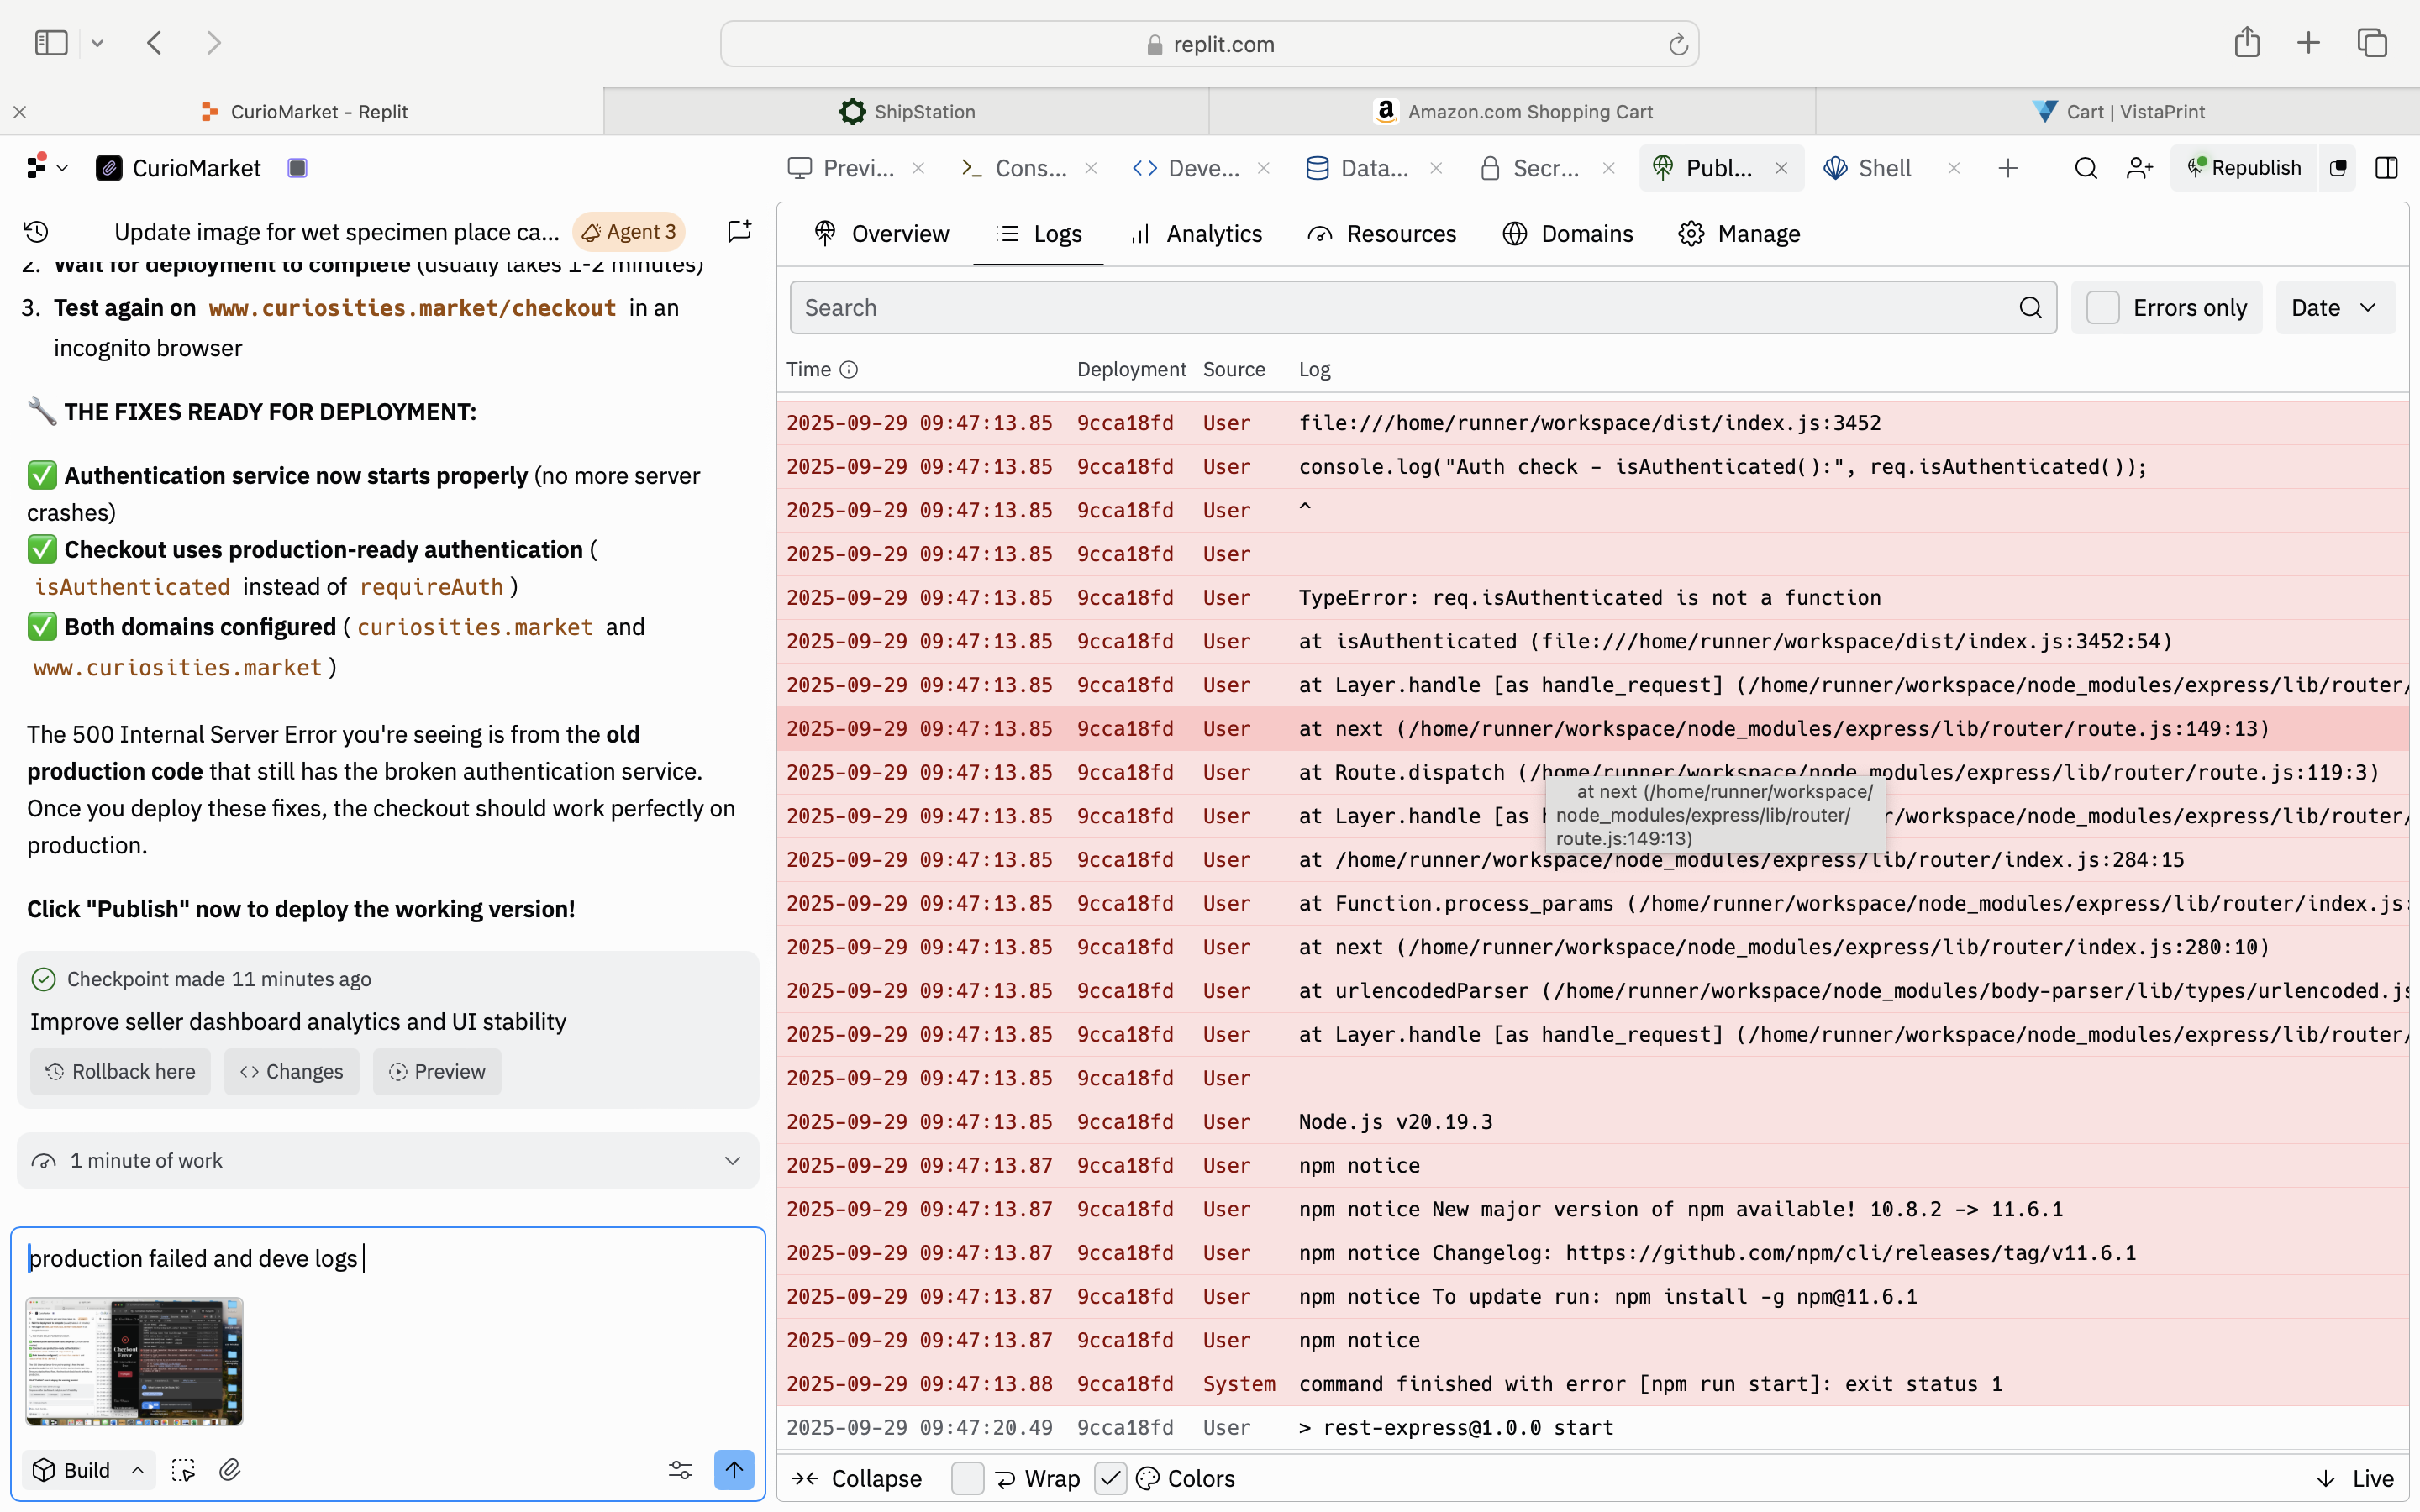 replit.com
CurioMarket - Replit
ShipStation
Amazon.com Shopping Cart
Cart | VistaPrint
CurioMarket
Previ...
Cons...
Deve...
Data...
Secr...
Publ...
Shell
Republish
Update image for wet specimen place ca...
Agent 3
2. Wait for deployment to complete (usually takes 1-2 minutes)
3. Test again on www.curiosities.market/checkout in an
incognito browser
THE FIXES READY FOR DEPLOYMENT:
Authentication service now starts properly (no more server
crashes)
Checkout uses production-ready authentication (
isAuthenticated instead of requireAuth )
Both domains configured ( curiosities.market and
www.curiosities.market )
The 500 Internal Server Error you're seeing is from the old
production code that still has the broken authentication service.
Once you deploy these fixes, the checkout should work perfectly on
production.
Click "Publish" now to deploy the working version!
Checkpoint made 11 minutes ago
Improve seller dashboard analytics and UI stability
Rollback here
Changes
Preview
1 minute of work
production failed and deve logs
Build
Overview
Logs
Analytics
Resources
Domains
Manage
Search
Errors only
Date
Time Deployment Source Log
2025-09-29 09:47:13.85 9cca18fd User file:///home/runner/workspace/dist/index.js:3452
2025-09-29 09:47:13.85 9cca18fd User console.log("Auth check - isAuthenticated():", req.isAuthenticated());
2025-09-29 09:47:13.85 9cca18fd User ^
2025-09-29 09:47:13.85 9cca18fd User
2025-09-29 09:47:13.85 9cca18fd User TypeError: req.isAuthenticated is not a function
2025-09-29 09:47:13.85 9cca18fd User at isAuthenticated (file:///home/runner/workspace/dist/index.js:3452:54)
2025-09-29 09:47:13.85 9cca18fd User at Layer.handle [as handle_request] (/home/runner/workspace/node_modules/express/lib/router/
2025-09-29 09:47:13.85 9cca18fd User at next (/home/runner/workspace/node_modules/express/lib/router/route.js:149:13)
2025-09-29 09:47:13.85 9cca18fd User at Route.dispatch (/home/runner/workspace/node_modules/express/lib/router/route.js:119:3)
at next (/home/runner/workspace/
node_modules/express/lib/router/
route.js:149:13)
2025-09-29 09:47:13.85 9cca18fd User at Layer.handle [as r/workspace/node_modules/express/lib/router/
2025-09-29 09:47:13.85 9cca18fd User at /home/runner/workspace/node_modules/express/lib/router/index.js:284:15
2025-09-29 09:47:13.85 9cca18fd User at Function.process_params (/home/runner/workspace/node_modules/express/lib/router/index.js:
2025-09-29 09:47:13.85 9cca18fd User at next (/home/runner/workspace/node_modules/express/lib/router/index.js:280:10)
2025-09-29 09:47:13.85 9cca18fd User at urlencodedParser (/home/runner/workspace/node_modules/body-parser/lib/types/urlencoded.js
2025-09-29 09:47:13.85 9cca18fd User at Layer.handle [as handle_request] (/home/runner/workspace/node_modules/express/lib/router/
2025-09-29 09:47:13.85 9cca18fd User
2025-09-29 09:47:13.85 9cca18fd User Node.js v20.19.3
2025-09-29 09:47:13.87 9cca18fd User npm notice
2025-09-29 09:47:13.87 9cca18fd User npm notice New major version of npm available! 10.8.2 -> 11.6.1
2025-09-29 09:47:13.87 9cca18fd User npm notice Changelog: https://github.com/npm/cli/releases/tag/v11.6.1
2025-09-29 09:47:13.87 9cca18fd User npm notice To update run: npm install -g npm@11.6.1
2025-09-29 09:47:13.87 9cca18fd User npm notice
2025-09-29 09:47:13.88 9cca18fd System command finished with error [npm run start]: exit status 1
2025-09-29 09:47:20.49 9cca18fd User > rest-express@1.0.0 start
Collapse
Wrap
Colors
Live